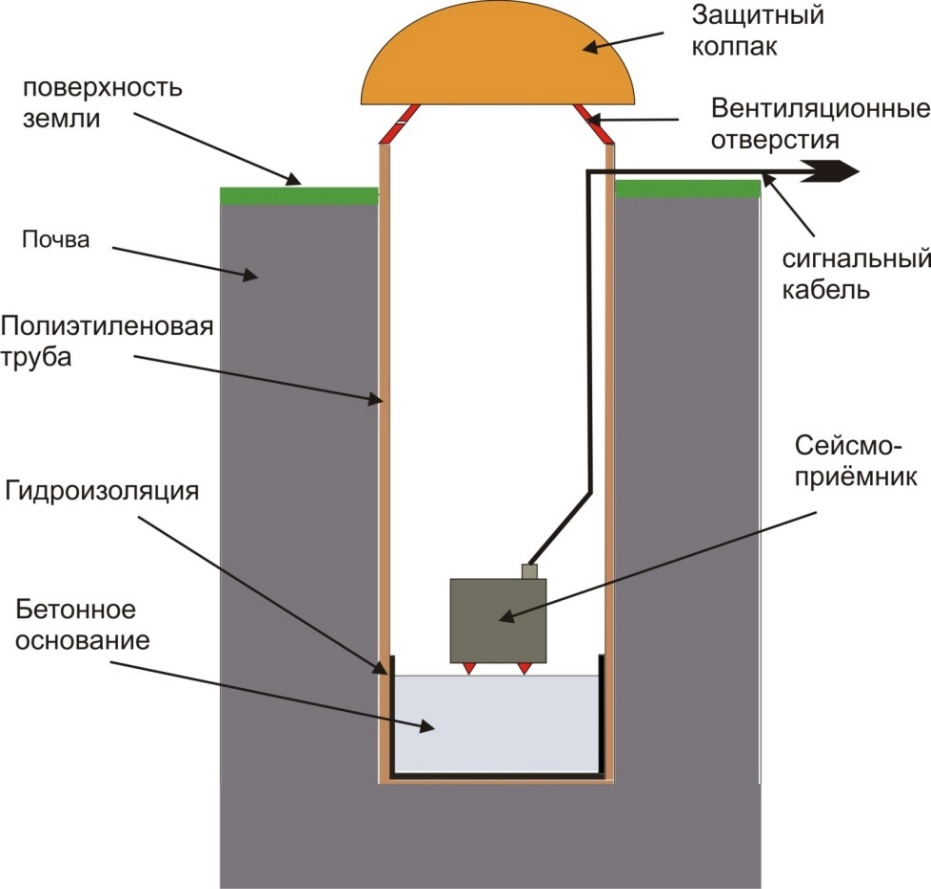 Защитный
колпак
поверхность
земли
Вентиляционные
отверстия
Почва
сигнальный
кабель
Полиэтиленовая
труба
Сейсмо-
приёмник
Гидроизоляция
Бетонное
основание